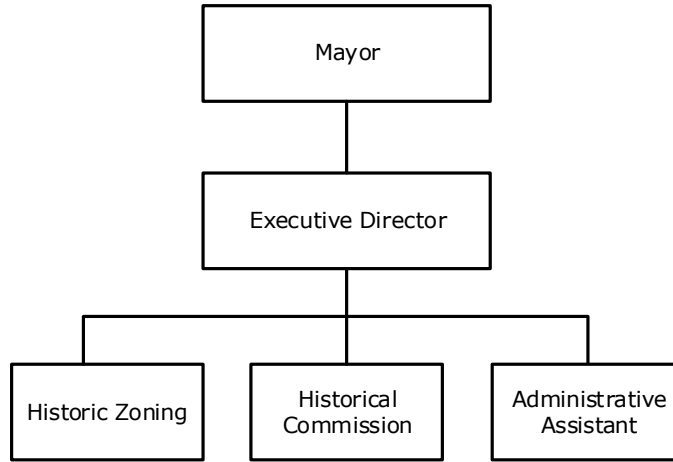 Mayor
Executive Director
Historic Zoning
Historical
Commission
Administrative
Assistant